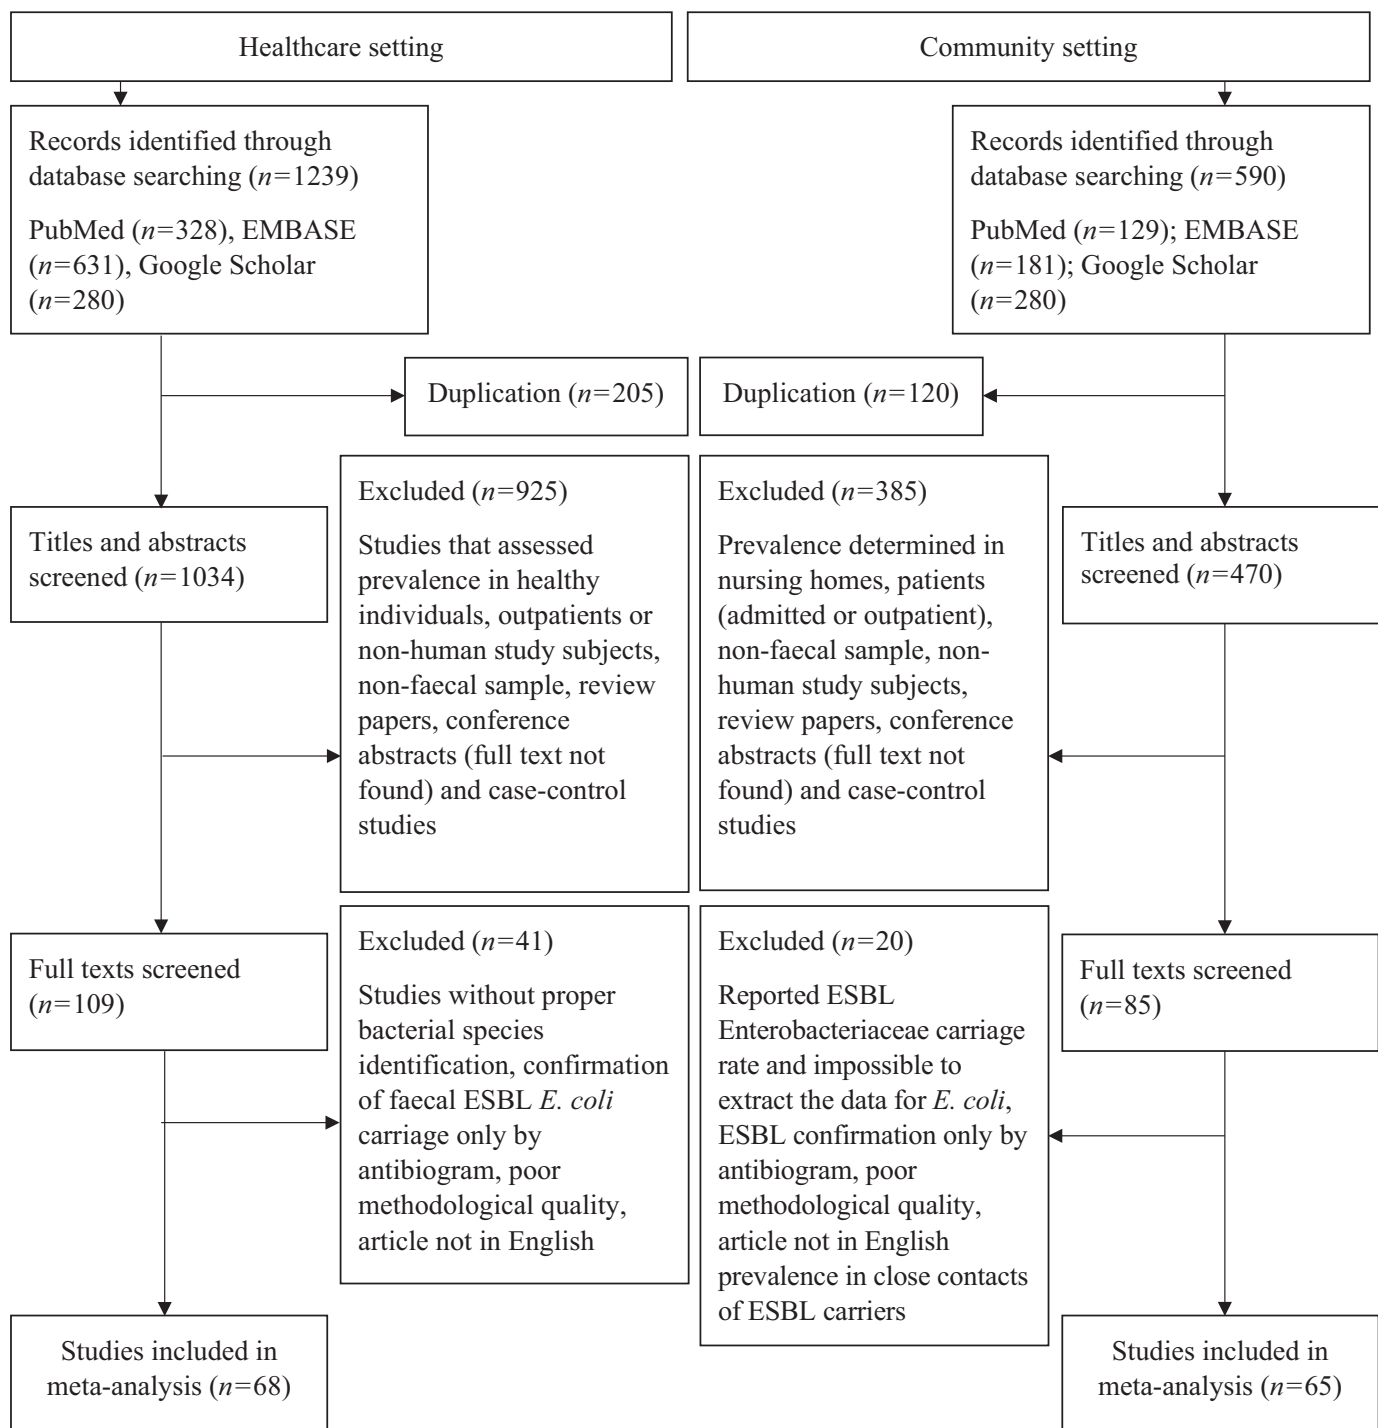 Healthcare setting
Community setting
Records identified through
database searching (n=1239)
PubMed (n=328), EMBASE
(n=631), Google Scholar
(n=280)
Records identified through
database searching (n=590)
PubMed (n=129); EMBASE
(n=181); Google Scholar
(n=280)
Duplication (n=205)
Duplication (n=120)
Titles and abstracts
screened (n=1034)
Excluded (n=925)
Studies that assessed
prevalence in healthy
individuals, outpatients or
non-human study subjects,
non-faecal sample, review
papers, conference
abstracts (full text not
found) and case-control
studies
Excluded (n=385)
Prevalence determined in
nursing homes, patients
(admitted or outpatient),
non-faecal sample, non-
human study subjects,
review papers, conference
abstracts (full text not
found) and case-control
studies
Titles and abstracts
screened (n=470)
Full texts screened
(n=109)
Excluded (n=41)
Studies without proper
bacterial species
identification, confirmation
of faecal ESBL E. coli
carriage only by
antibiogram, poor
methodological quality,
article not in English
Excluded (n=20)
Reported ESBL
Enterobacteriaceae carriage
rate and impossible to
extract the data for E. coli,
ESBL confirmation only by
antibiogram, poor
methodological quality,
article not in English
prevalence in close contacts
of ESBL carriers
Full texts screened
(n=85)
Studies included in
meta-analysis (n=68)
Studies included in
meta-analysis (n=65)